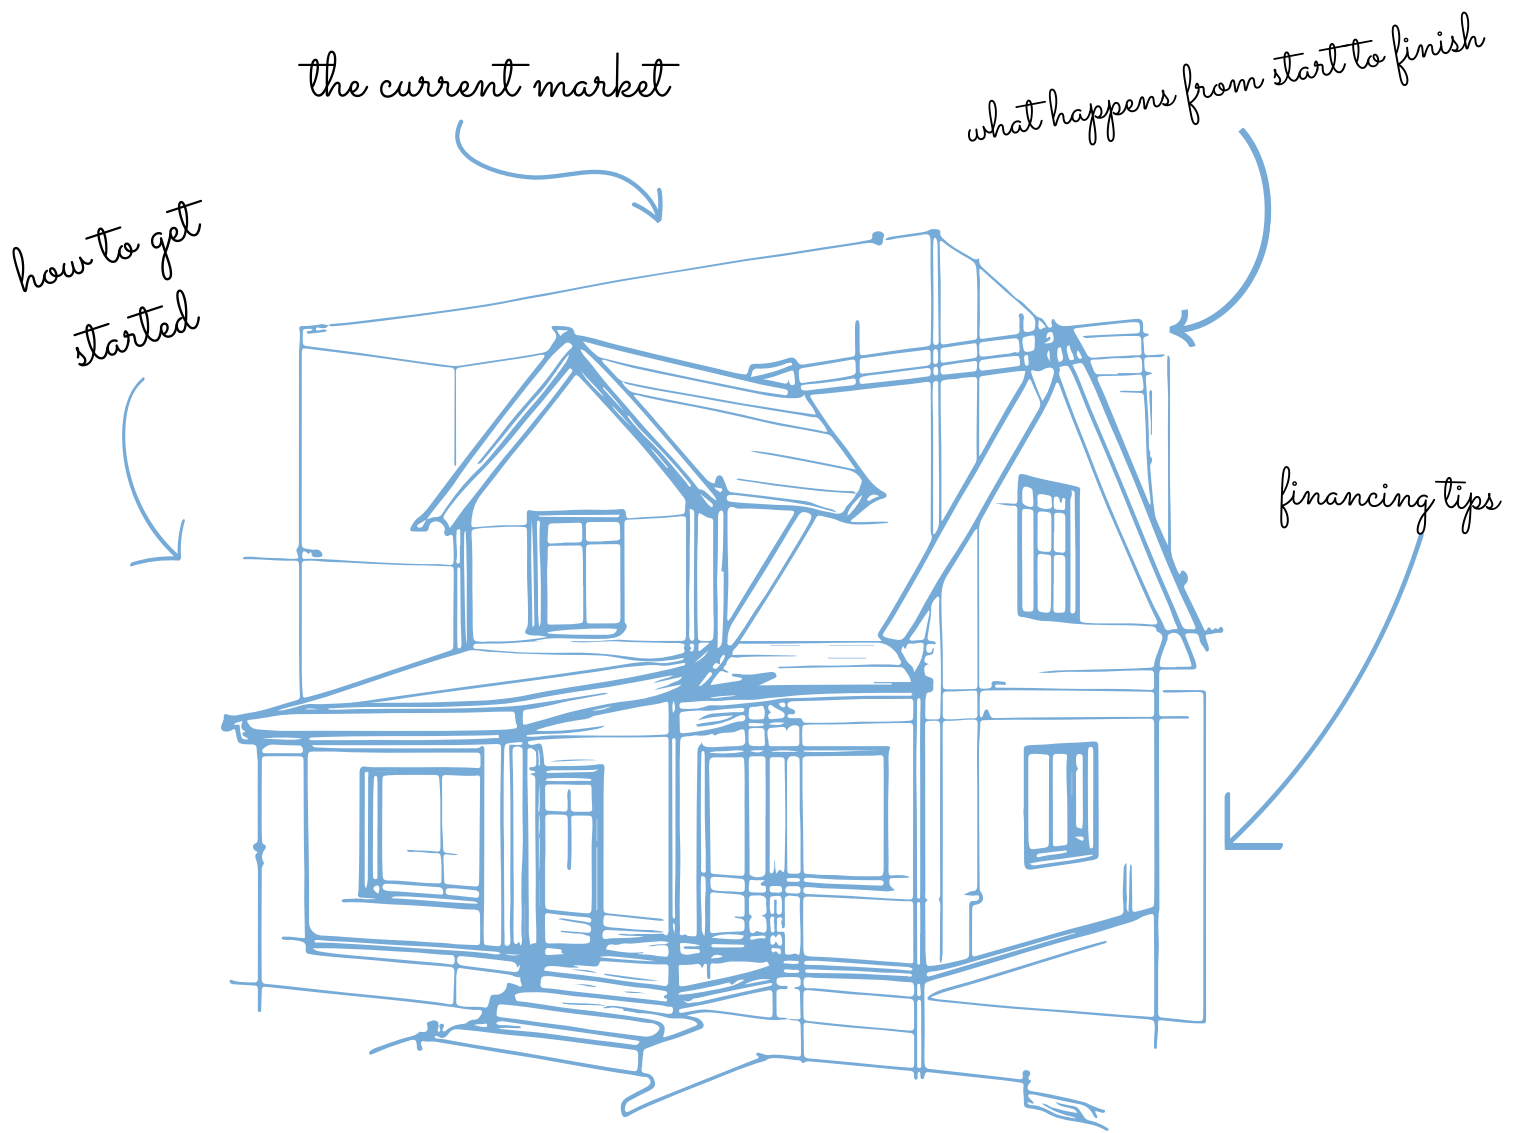 the current market
what happens from start to finish
how to get
started
financing tips